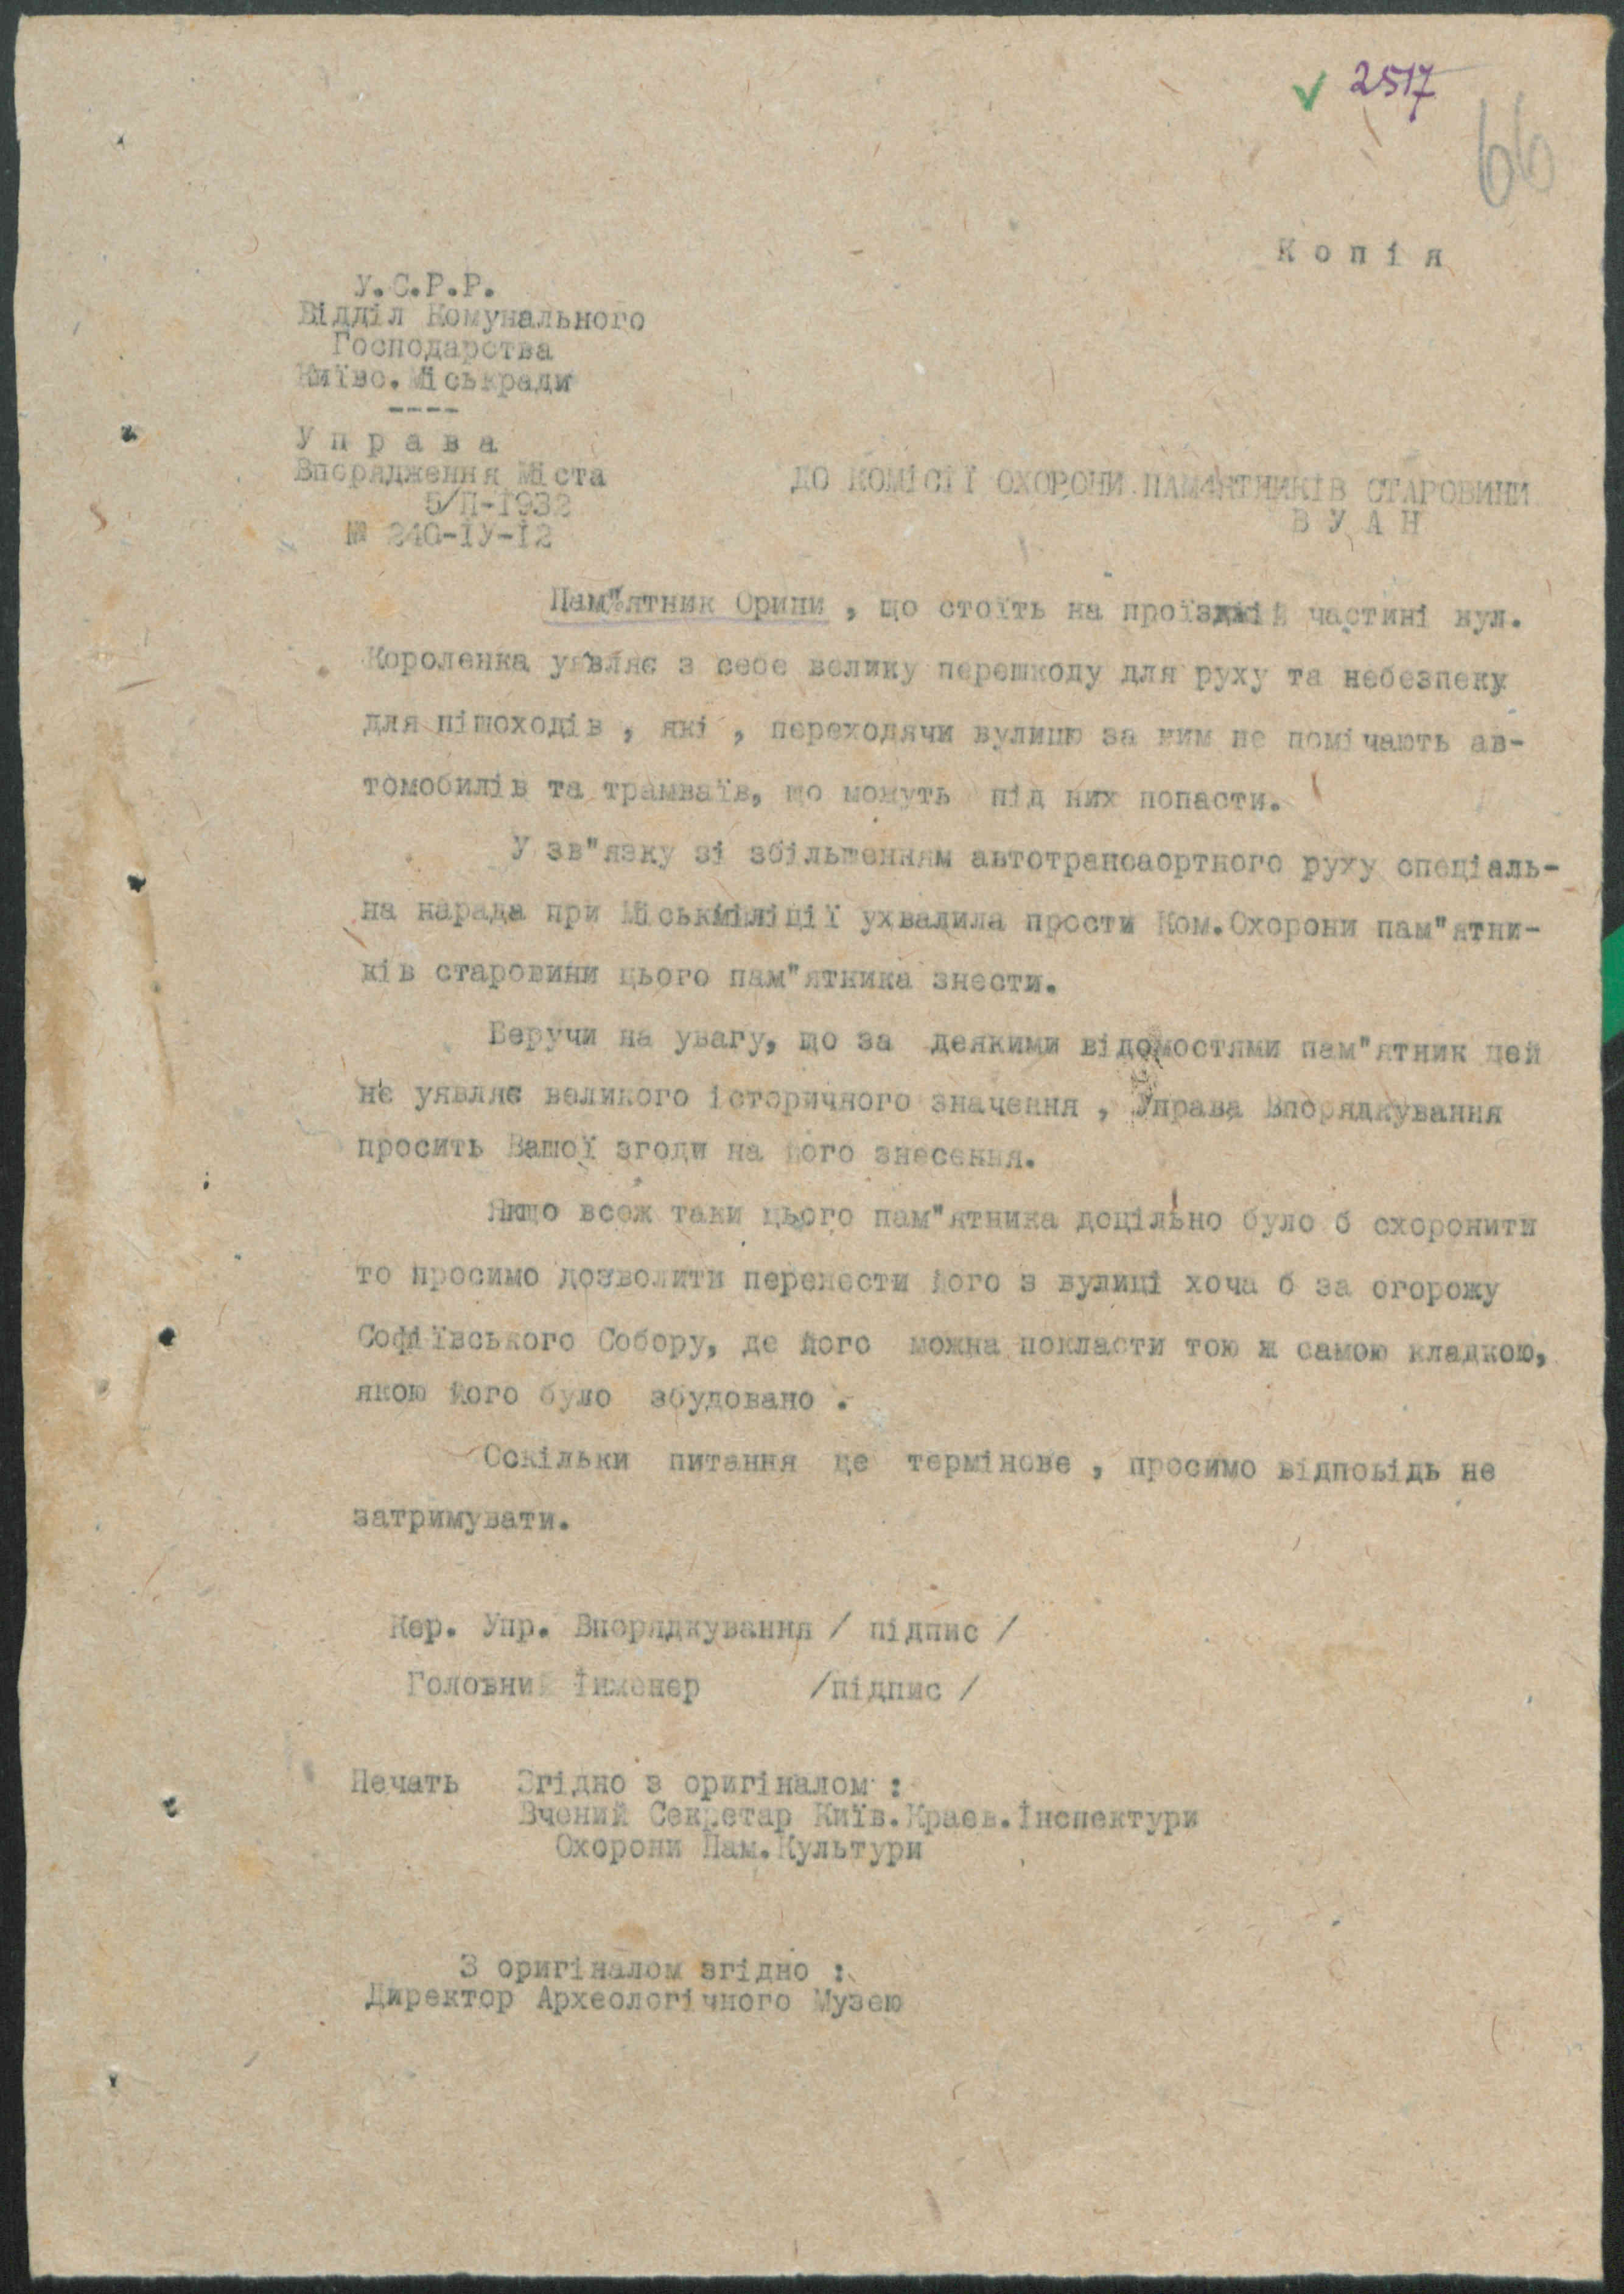 ✓ 2517
66
Копія
У.С.Р.Р.
Відділ Комунального
Господарства
Київс. Міськради
----
Управа
Впорядження Міста
5/П-1932
№ 240-ІУ-І2
ДО КОМІСІЇ ОХОРОНИ ПАМЯТНИКІВ СТАРОВИНИ
ВУАН
Пам"ятник Орини , що стоїть на проїзджій частині вул.
Короленка уявляє з себе велику перешкоду для руху та небезпеку
для пішоходів , які , переходячи вулицю за ним не помічають ав-
томобилів та трамваїв, що можуть під них попасти.
У зв"язку зі збільшенням автотрансаортного руху спеціаль-
на нарада при Міськміліції ухвалила прости Ком.Охорони пам"ятни-
ків старовини цього пам"ятника знести.
Беручи на увагу, що за деякими відомостями пам"ятник цей
не уявляє великого історичного значення , Управа Впорядкування
просить Вашої згоди на його знесення.
Якщо всеж таки цього пам"ятника доцільно було б схоронити
то просимо дозволити перенести його з вулиці хоча б за огорожу
Софіївського Собору, де його можна покласти тою ж самою кладкою,
якою його було збудовано .
Оскільки питання це термінове , просимо відповідь не
затримувати.
Кер. Упр. Впорядкування / підпис /
Головний Інженер /підпис /
Печать Згідно з оригіналом :
Вчений Секретар Київ.Краєв.Інспектури
Охорони Пам.Культури
З оригіналом згідно :
Директор Археологічного Музею